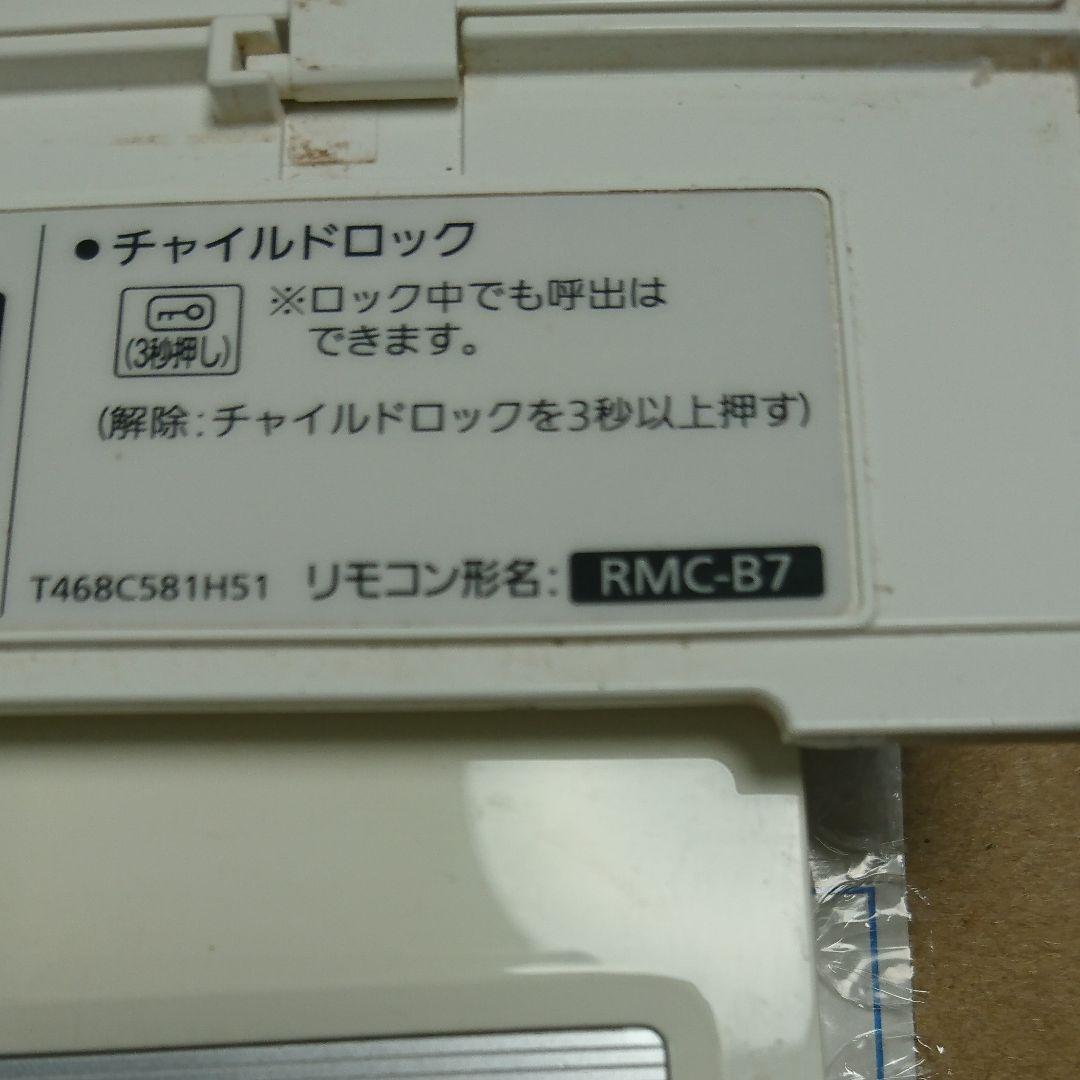 ●チャイルドロック
(3秒押し)
※ロック中でも呼出は
できます。
(解除:チャイルドロックを3秒以上押す)
T468C581H51 リモコン形名: RMC-B7